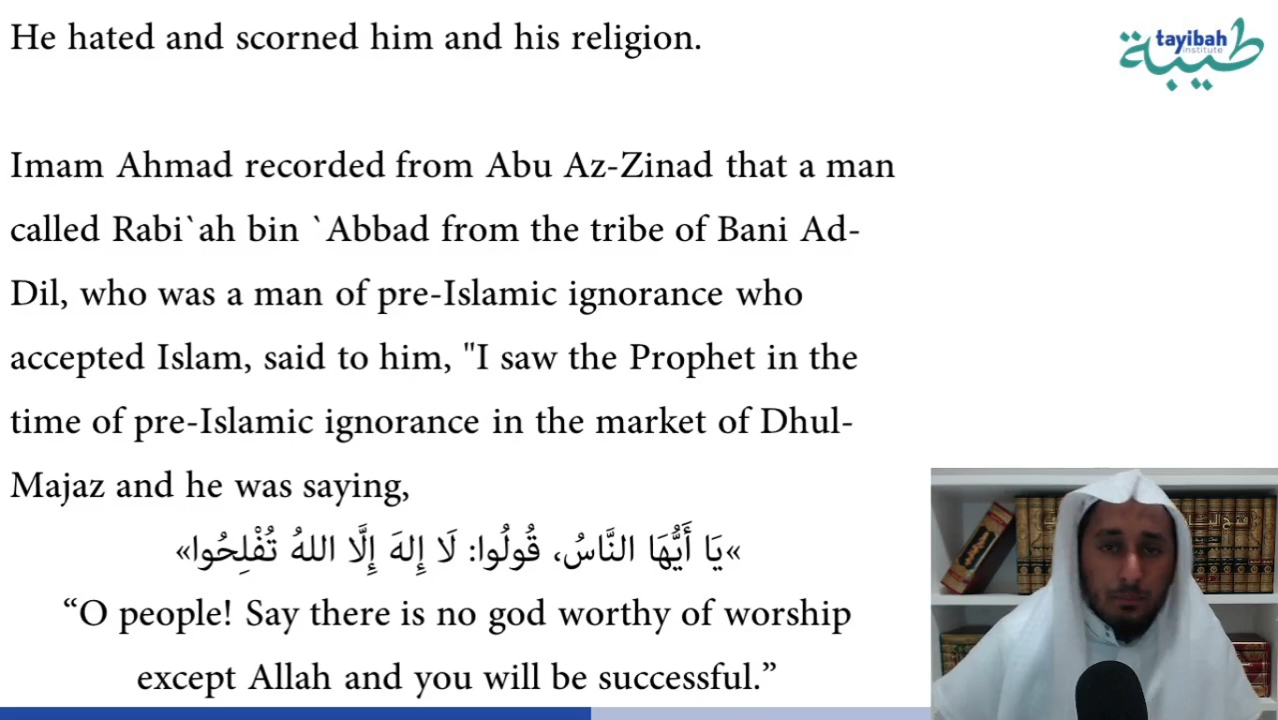 He hated and scorned him and his religion.
طيبة
tayibah
institute
Imam Ahmad recorded from Abu Az-Zinad that a man
called Rabi`ah bin `Abbad from the tribe of Bani Ad-
Dil, who was a man of pre-Islamic ignorance who
accepted Islam, said to him, "I saw the Prophet in the
time of pre-Islamic ignorance in the market of Dhul-
Majaz and he was saying,
«يَا أَيُّهَا النَّاسُ، قُولُوا: لَا إِلهَ إِلَّا اللهُ تُفْلِحُوا»
“O people! Say there is no god worthy of worship
except Allah and you will be successful.”